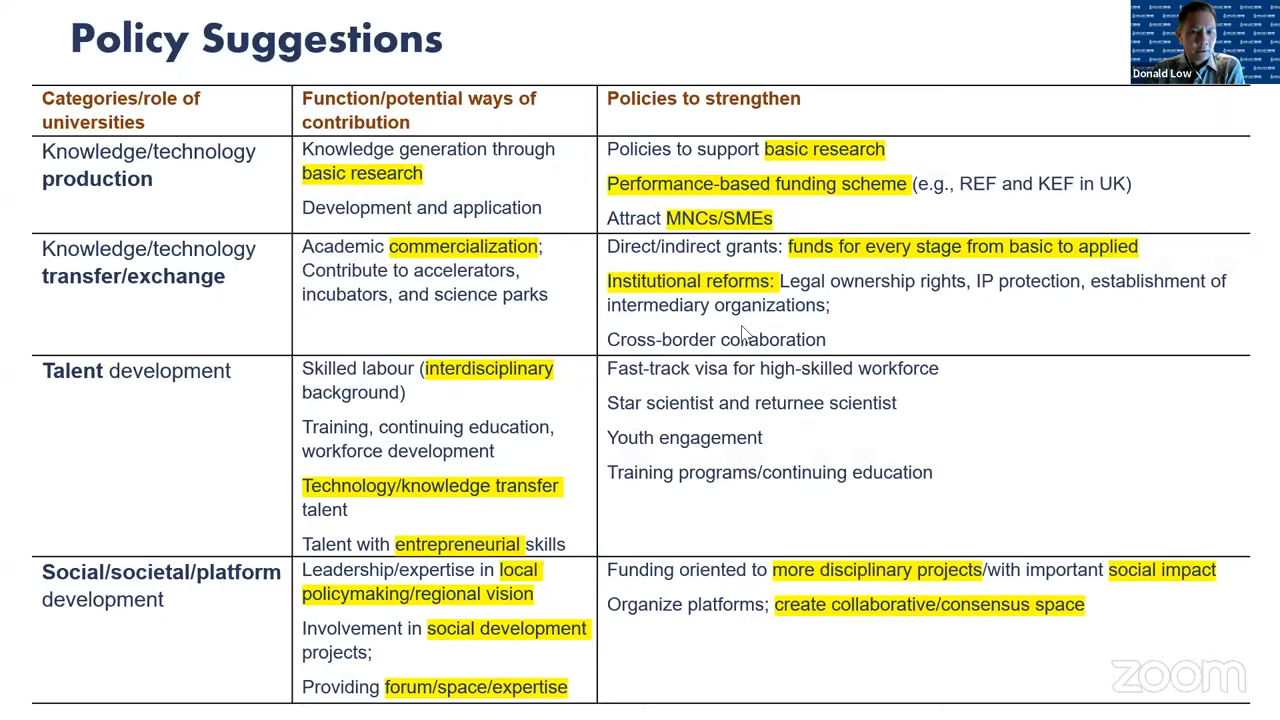 Policy Suggestions
Donald Low
Categories/role of
universities
Function/potential ways of
contribution
Policies to strengthen
Knowledge/technology
production
Knowledge generation through
basic research
Development and application
Policies to support basic research
Performance-based funding scheme (e.g., REF and KEF in UK)
Attract MNCs/SMEs
Knowledge/technology
transfer/exchange
Academic commercialization;
Contribute to accelerators,
incubators, and science parks
Direct/indirect grants: funds for every stage from basic to applied
Institutional reforms: Legal ownership rights, IP protection, establishment of
intermediary organizations;
Cross-border collaboration
Talent development
Skilled labour (interdisciplinary
background)
Training, continuing education,
workforce development
Technology/knowledge transfer
talent
Talent with entrepreneurial skills
Fast-track visa for high-skilled workforce
Star scientist and returnee scientist
Youth engagement
Training programs/continuing education
Social/societal/platform
development
Leadership/expertise in local
policymaking/regional vision
Involvement in social development
projects;
Providing forum/space/expertise
Funding oriented to more disciplinary projects/with important social impact
Organize platforms; create collaborative/consensus space
zoom